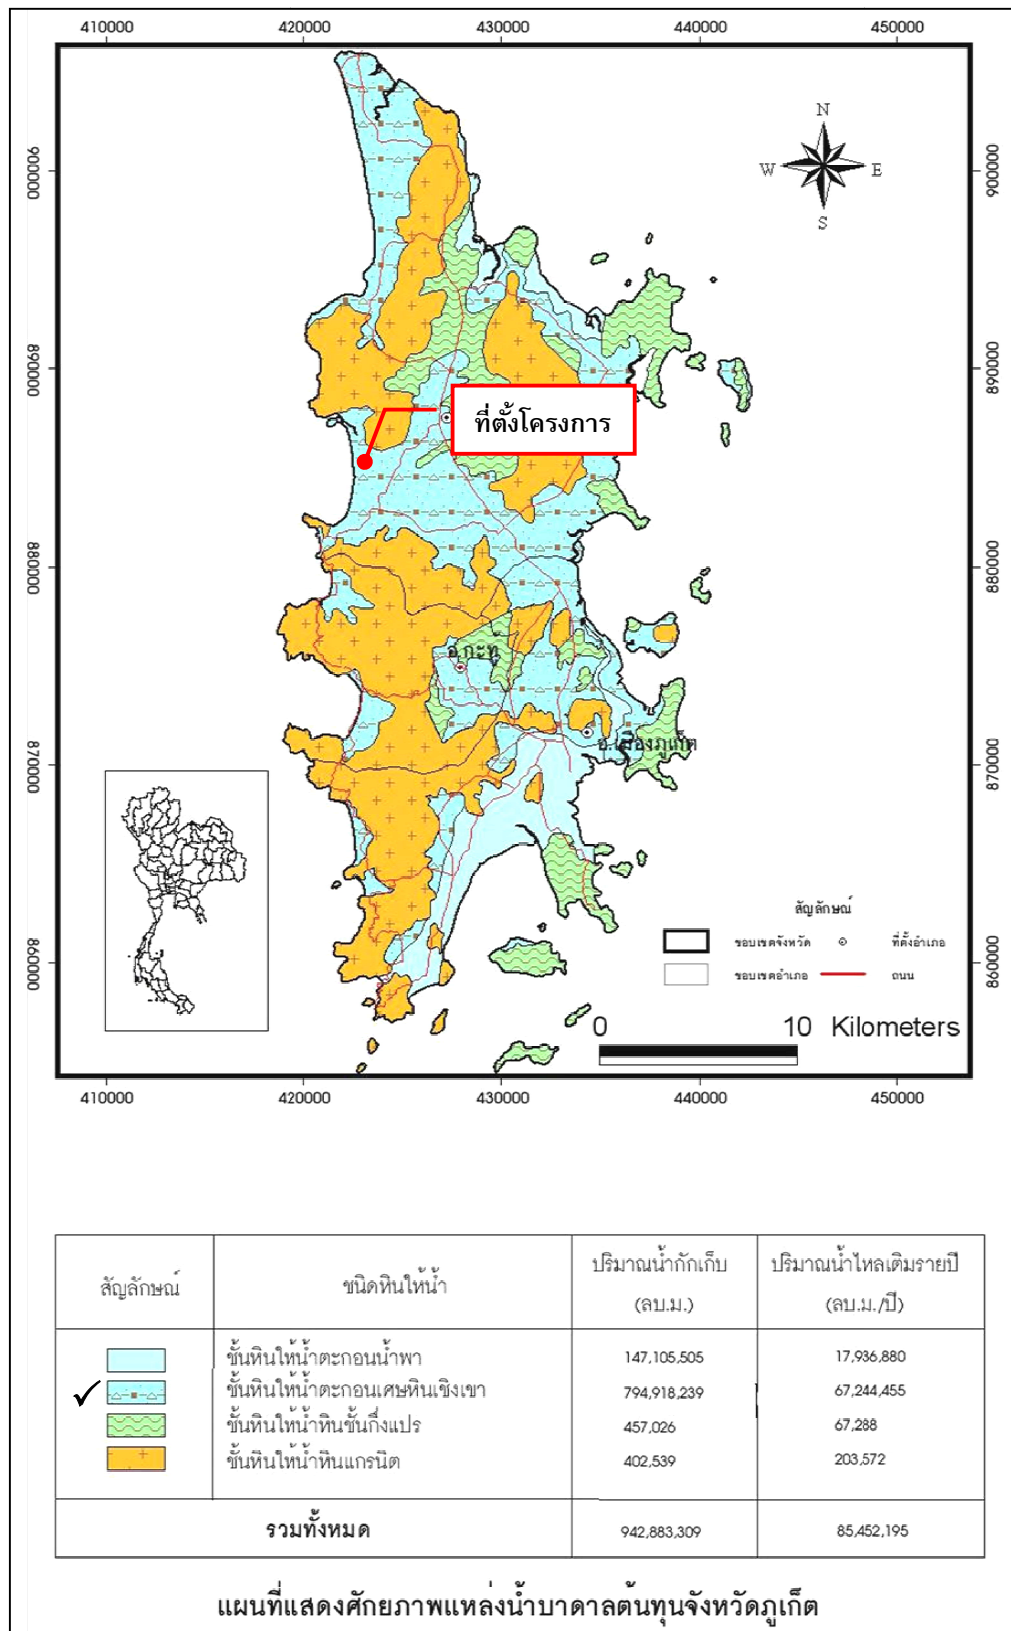 410000 420000 430000 440000 450000
N
W E
S
900000 900000
890000 890000
ที่ตั้งโครงการ
880000 880000
อ.กะทู้
อ.เมืองภูเก็ต
870000 870000
สัญลักษณ์
ขอบเขตจังหวัด ที่ตั้งอำเภอ
ขอบเขตอำเภอ ถนน
860000 860000
0 10 Kilometers
410000 420000 430000 440000 450000
สัญลักษณ์ ชนิดหินให้น้ำ ปริมาณน้ำกักเก็บ (ลบ.ม.) ปริมาณน้ำไหลเติมรายปี (ลบ.ม./ปี)
ชั้นหินให้น้ำตะกอนน้ำพา 147,105,505 17,936,880
✓ ชั้นหินให้น้ำตะกอนเศษหินเชิงเขา 794,918,239 67,244,455
ชั้นหินให้น้ำหินชั้นกึ่งแปร 457,026 67,288
ชั้นหินให้น้ำหินแกรนิต 402,539 203,572
รวมทั้งหมด 942,883,309 85,452,195
แผนที่แสดงศักยภาพแหล่งน้ำบาดาลต้นทุนจังหวัดภูเก็ต